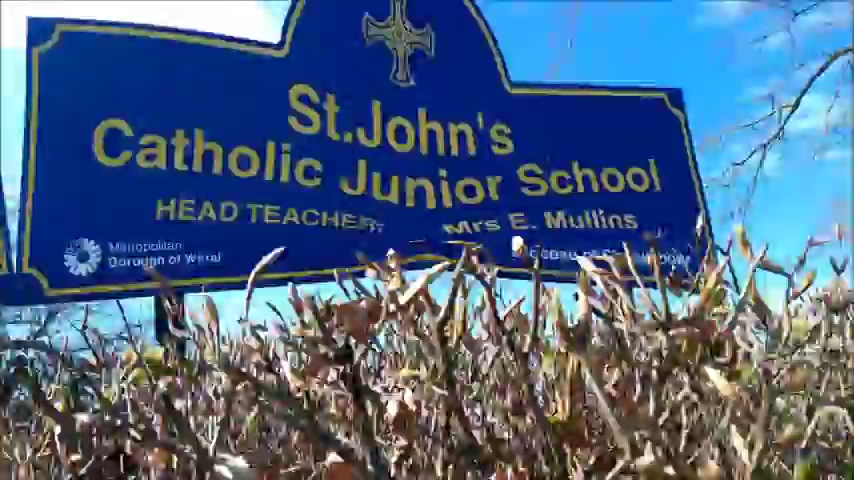 St.John's
Catholic Junior School
HEAD TEACHER: Mrs E. Mullins
Metropolitan
Borough of Wirral